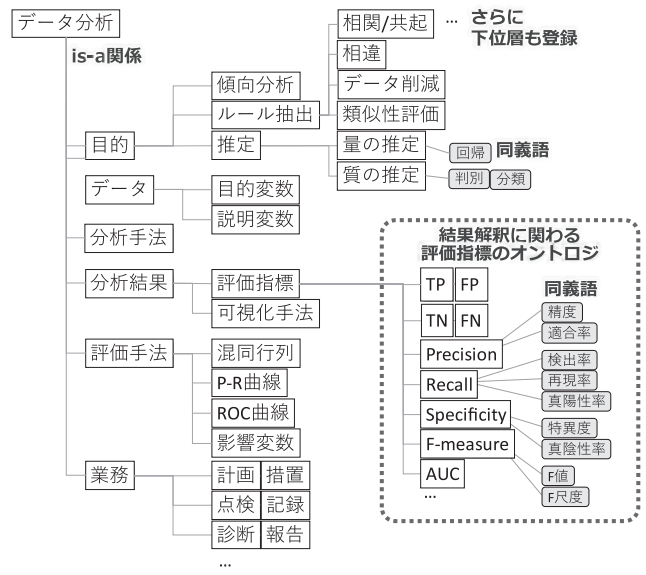 データ分析
is-a関係
相関/共起
… さらに
下位層も登録
相違
傾向分析
データ削減
ルール抽出
類似性評価
目的
推定
量の推定
回帰
同義語
質の推定
判別
分類
データ
目的変数
説明変数
分析手法
結果解釈に関わる
評価指標のオントロジ
分析結果
評価指標
可視化手法
TP
FP
同義語
TN
FN
精度
適合率
Precision
評価手法
混同行列
検出率
Recall
再現率
P-R曲線
真陽性率
ROC曲線
Specificity
特異度
影響変数
F-measure
真陰性率
業務
計画
措置
AUC
F値
…
F尺度
点検
記録
診断
報告
…